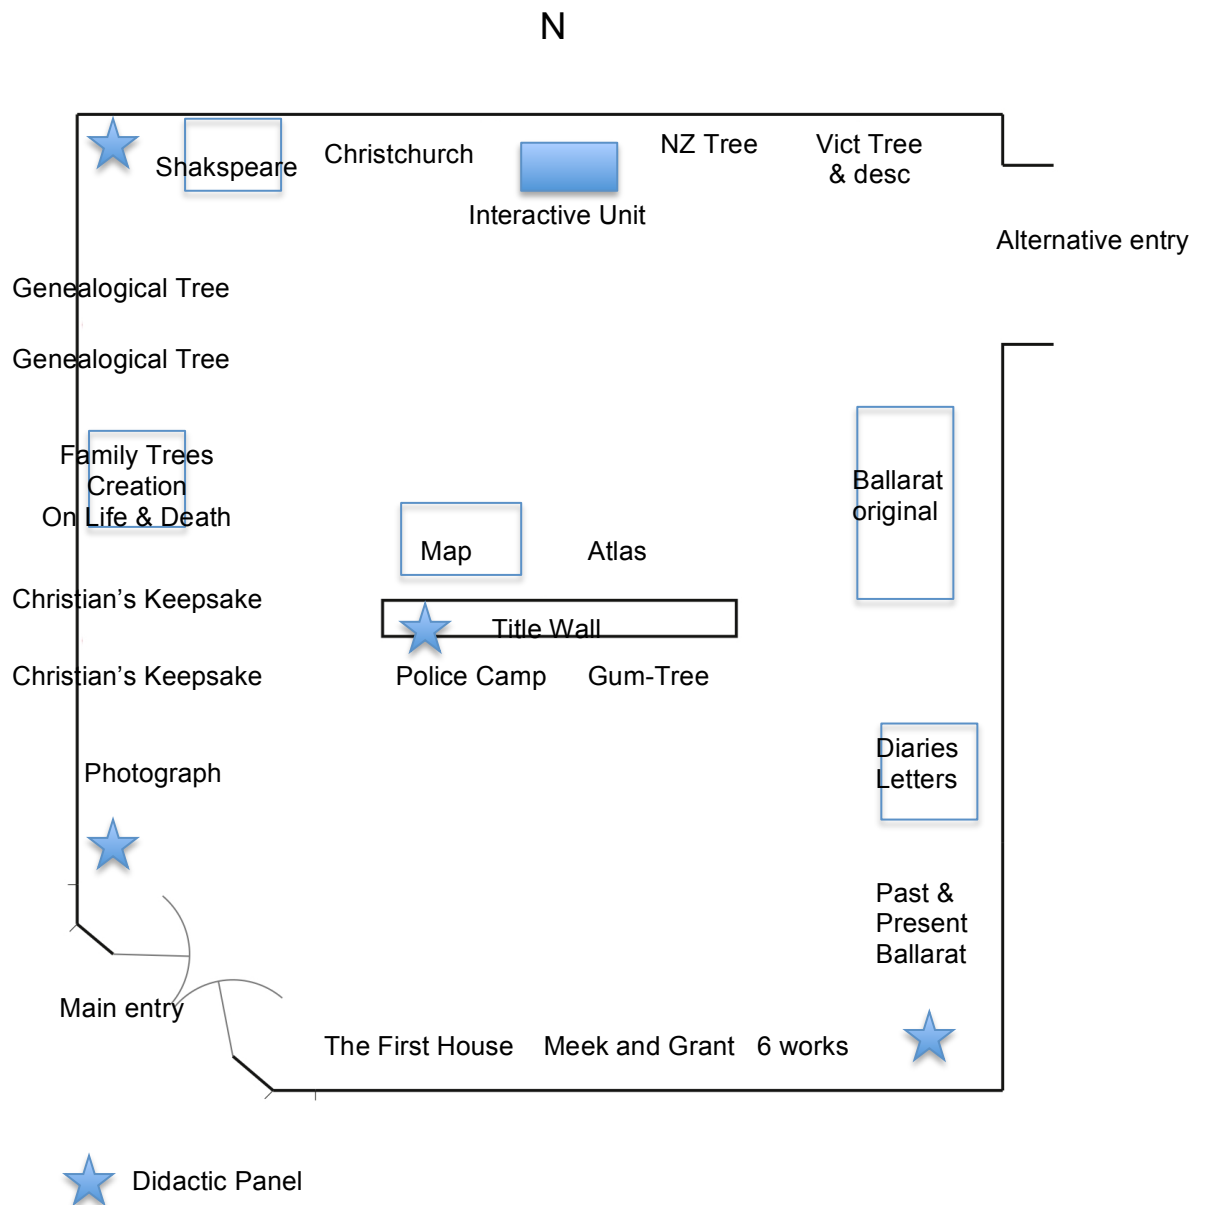 N
Shakspeare
Christchurch
NZ Tree
Vict Tree
& desc
Interactive Unit
Alternative entry
Genealogical Tree
Genealogical Tree
Family Trees
Creation
On Life & Death
Ballarat
original
Map
Atlas
Christian’s Keepsake
Title Wall
Christian’s Keepsake
Police Camp
Gum-Tree
Photograph
Diaries
Letters
Past &
Present
Ballarat
Main entry
The First House
Meek and Grant
6 works
Didactic Panel